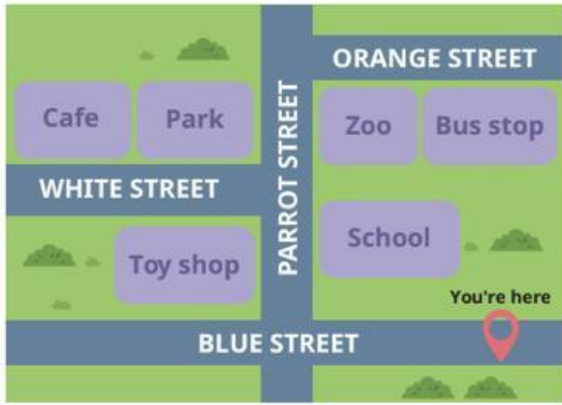 ORANGE STREET
Cafe
Park
PARROT STREET
Zoo
Bus stop
WHITE STREET
School
Toy shop
You're here
BLUE STREET